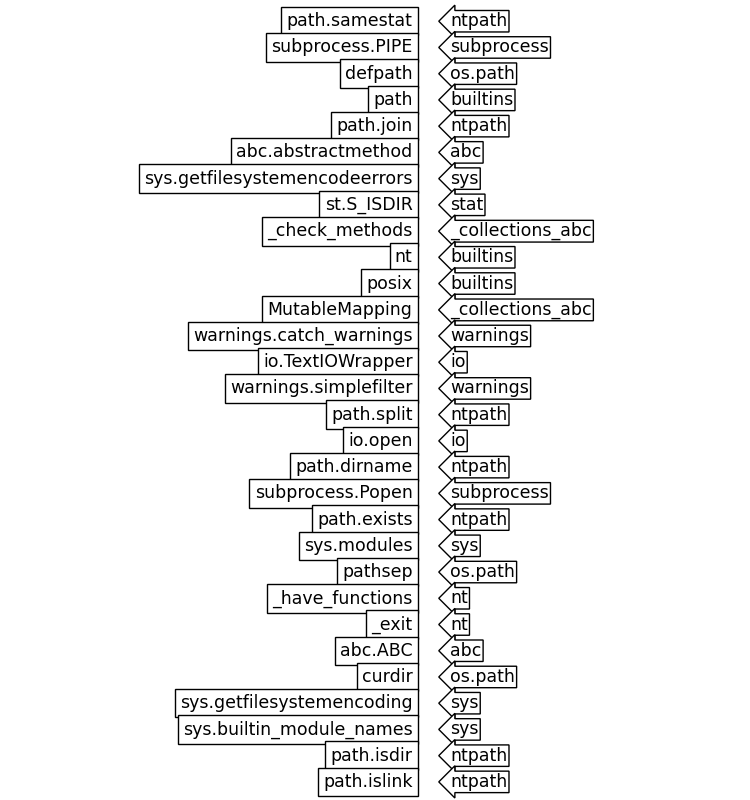 path.samestat ntpath
subprocess.PIPE subprocess
defpath os.path
path builtins
path.join ntpath
abc.abstractmethod abc
sys.getfilesystemencodeerrors sys
st.S_ISDIR stat
_check_methods _collections_abc
nt builtins
posix builtins
MutableMapping _collections_abc
warnings.catch_warnings warnings
io.TextIOWrapper io
warnings.simplefilter warnings
path.split ntpath
io.open io
path.dirname ntpath
subprocess.Popen subprocess
path.exists ntpath
sys.modules sys
pathsep os.path
_have_functions nt
_exit nt
abc.ABC abc
curdir os.path
sys.getfilesystemencoding sys
sys.builtin_module_names sys
path.isdir ntpath
path.islink ntpath